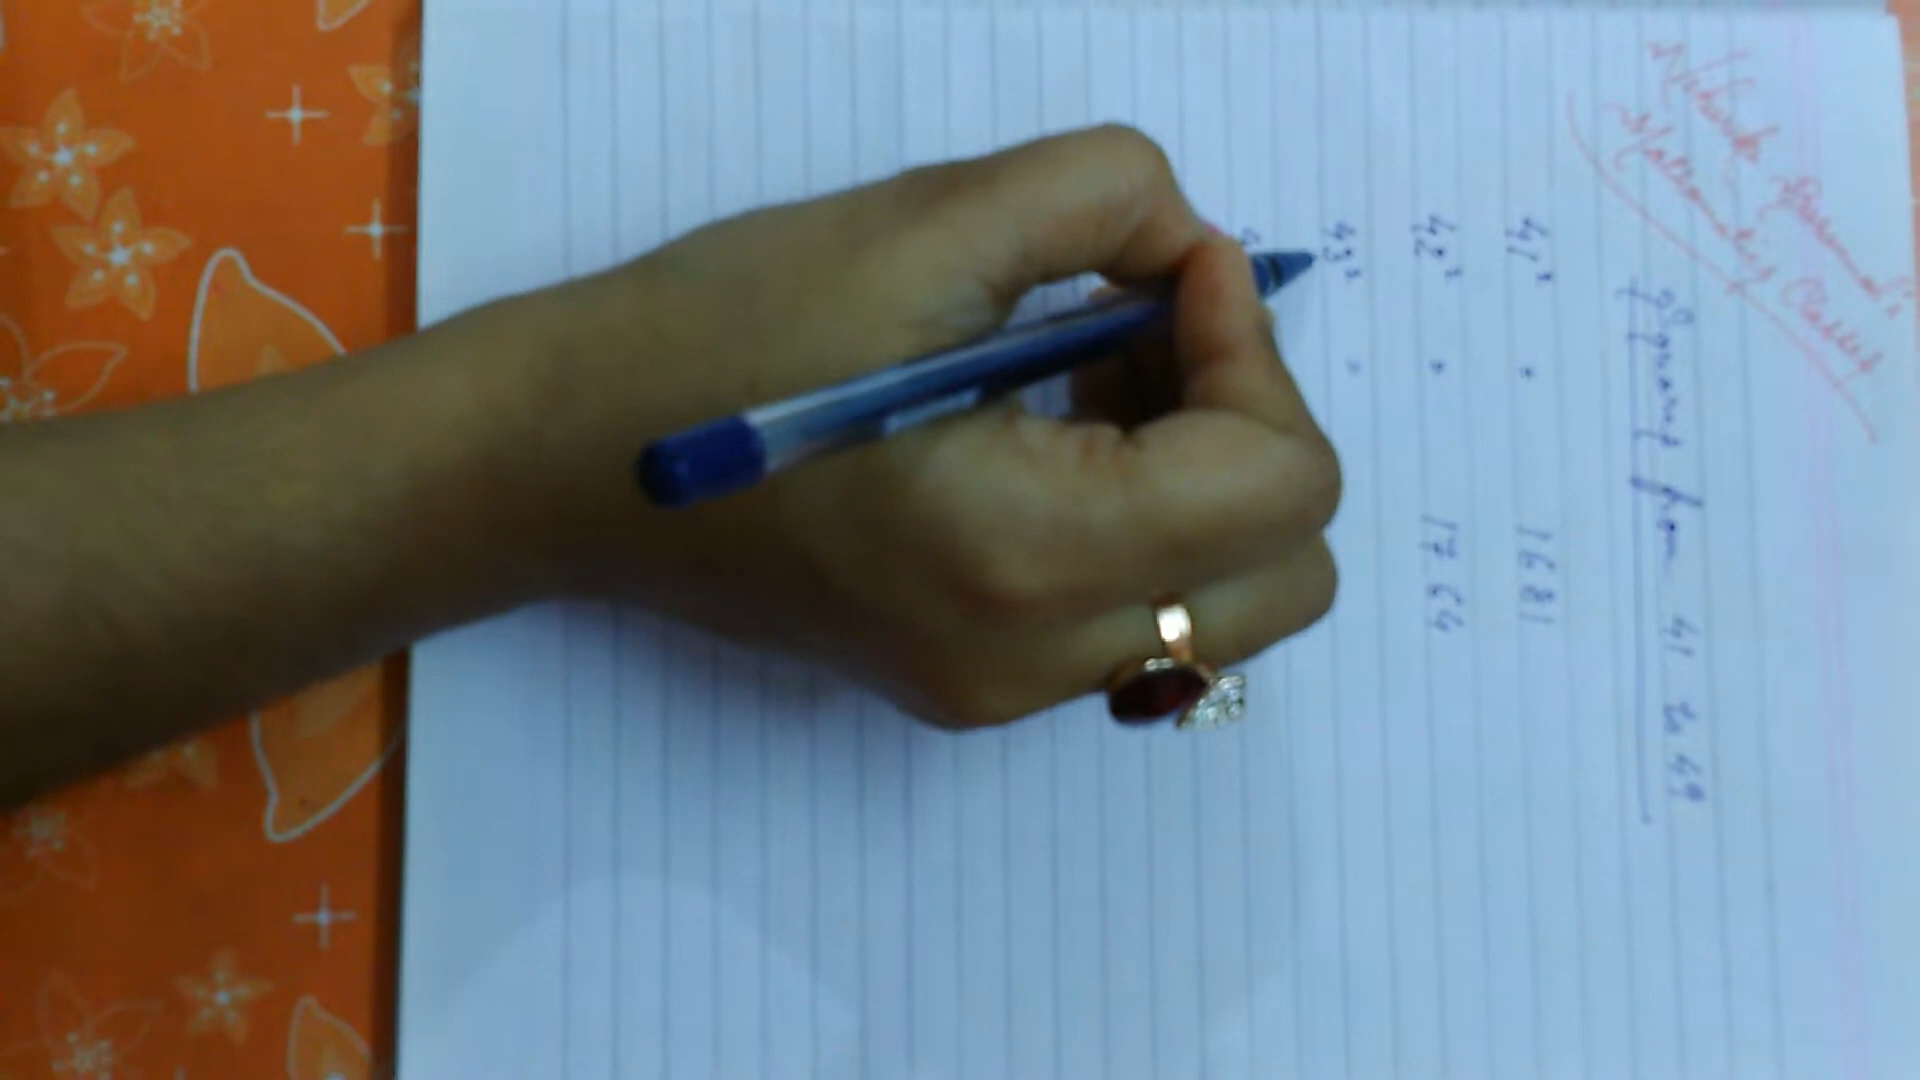 Mathematics Classes
Squares from 41 to 49
41² = 1681
42² = 1764
43² =